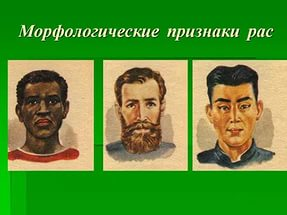 Морфологические признаки рас